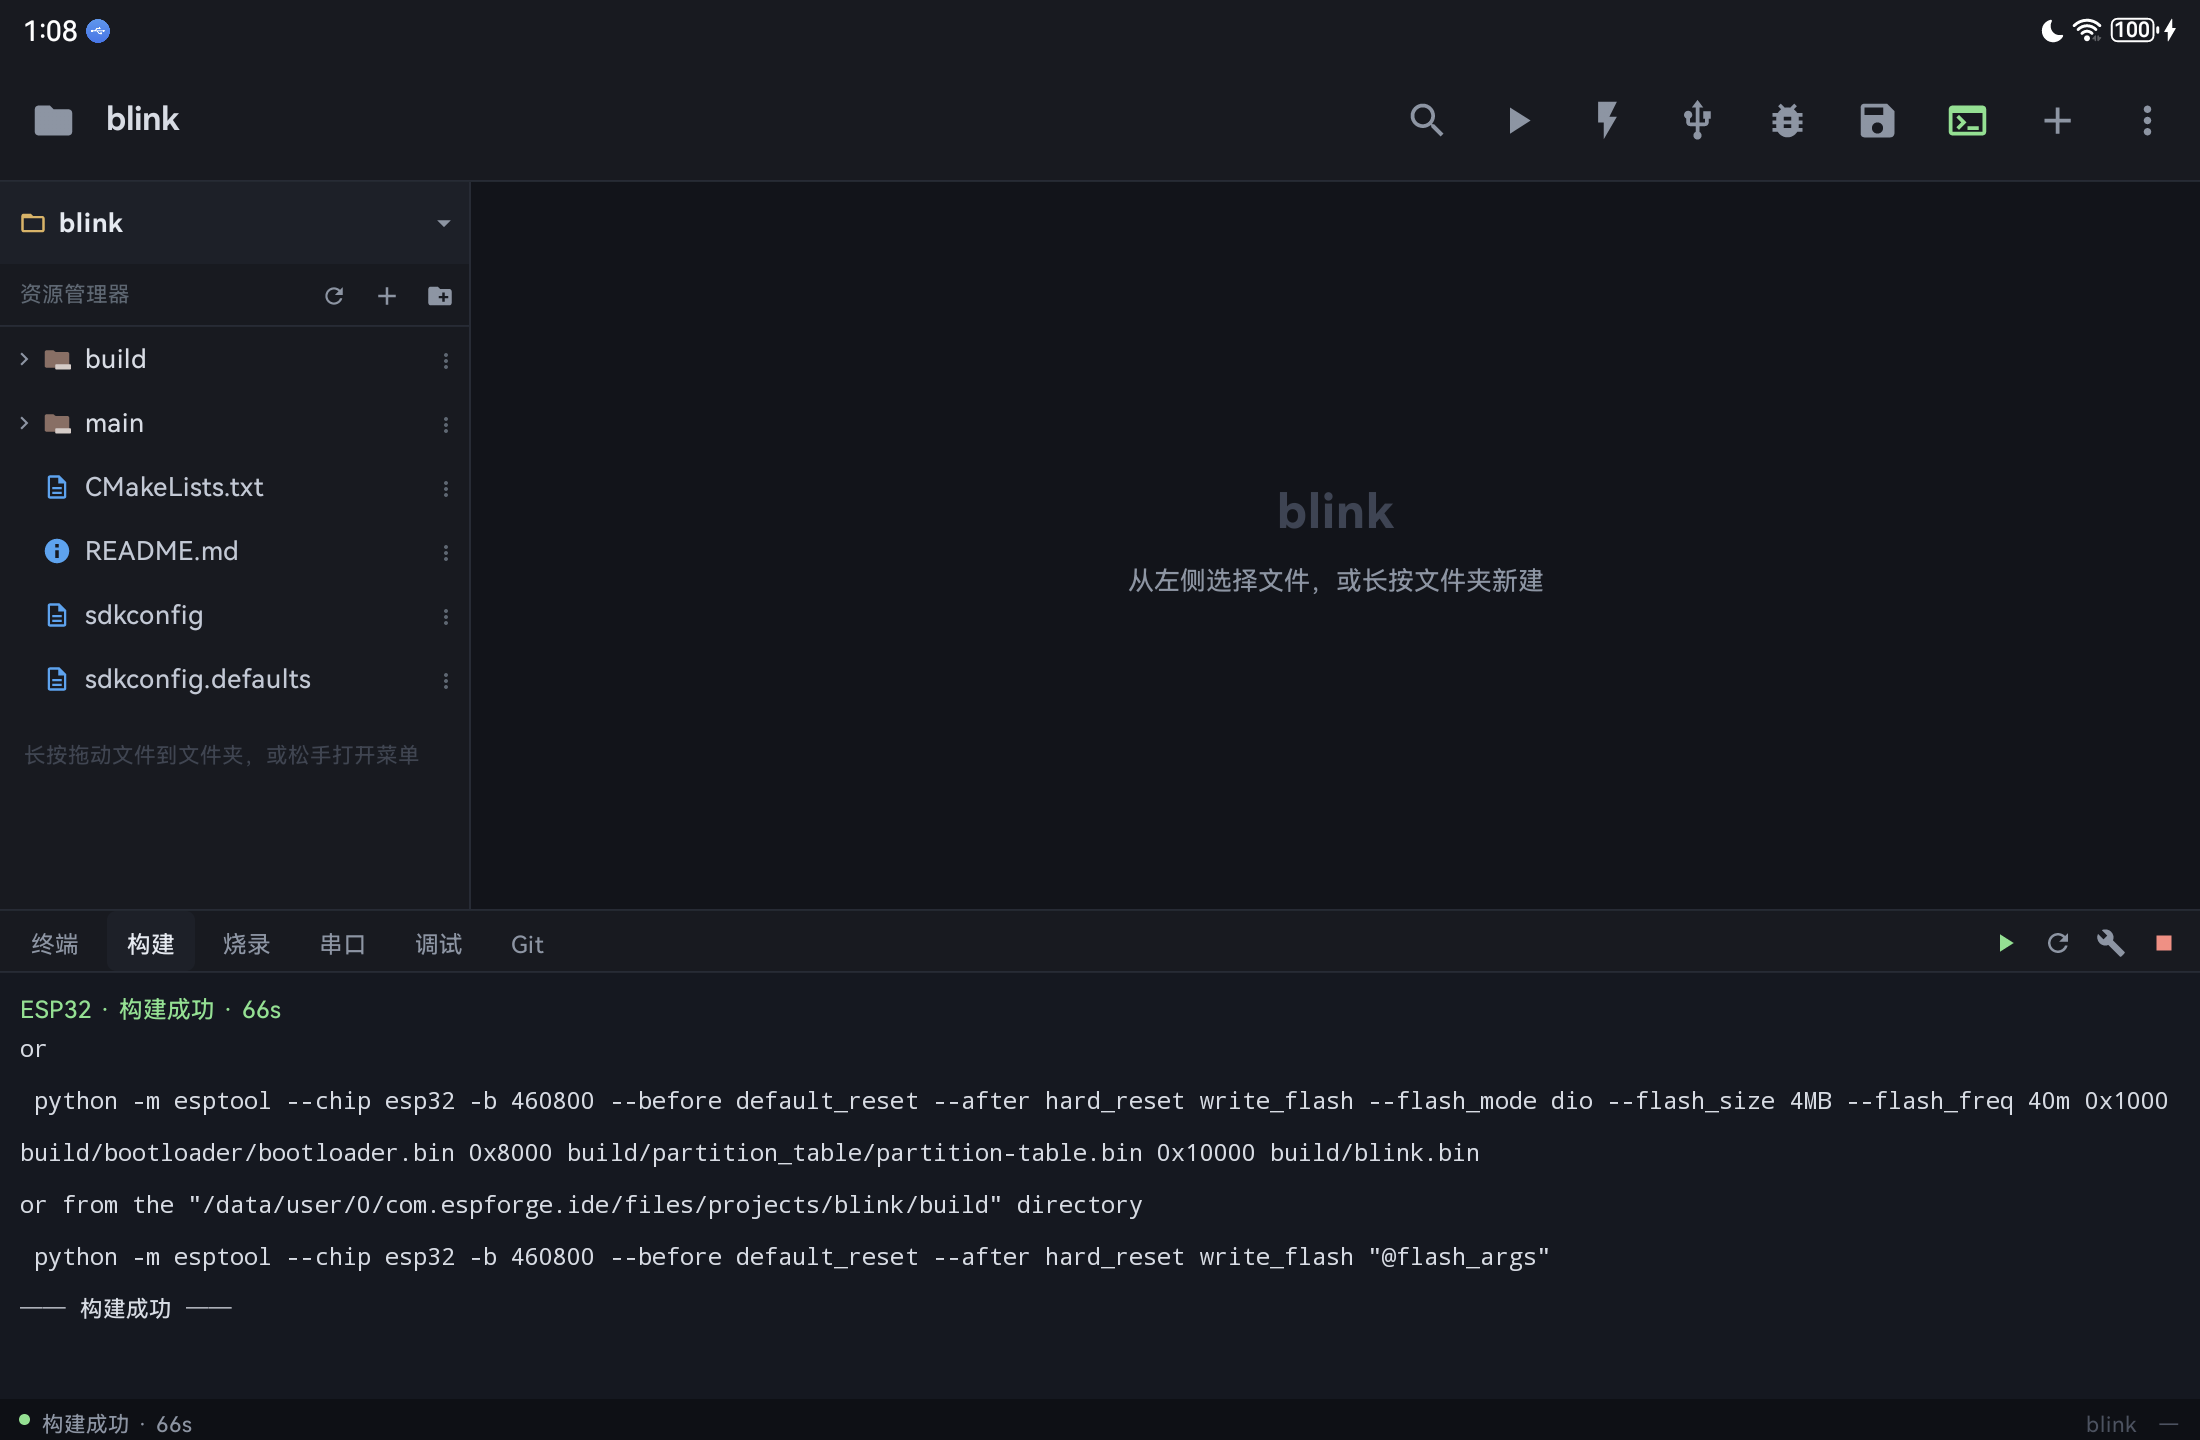 1:08
100
blink
blink
资源管理器
build
main
CMakeLists.txt
README.md
sdkconfig
sdkconfig.defaults
长按拖动文件到文件夹，或松手打开菜单
blink
从左侧选择文件，或长按文件夹新建
终端 构建 烧录 串口 调试 Git
ESP32 · 构建成功 · 66s
or
python -m esptool --chip esp32 -b 460800 --before default_reset --after hard_reset write_flash --flash_mode dio --flash_size 4MB --flash_freq 40m 0x1000
build/bootloader/bootloader.bin 0x8000 build/partition_table/partition-table.bin 0x10000 build/blink.bin
or from the "/data/user/0/com.espforge.ide/files/projects/blink/build" directory
python -m esptool --chip esp32 -b 460800 --before default_reset --after hard_reset write_flash "@flash_args"
—— 构建成功 ——
构建成功 · 66s
blink —